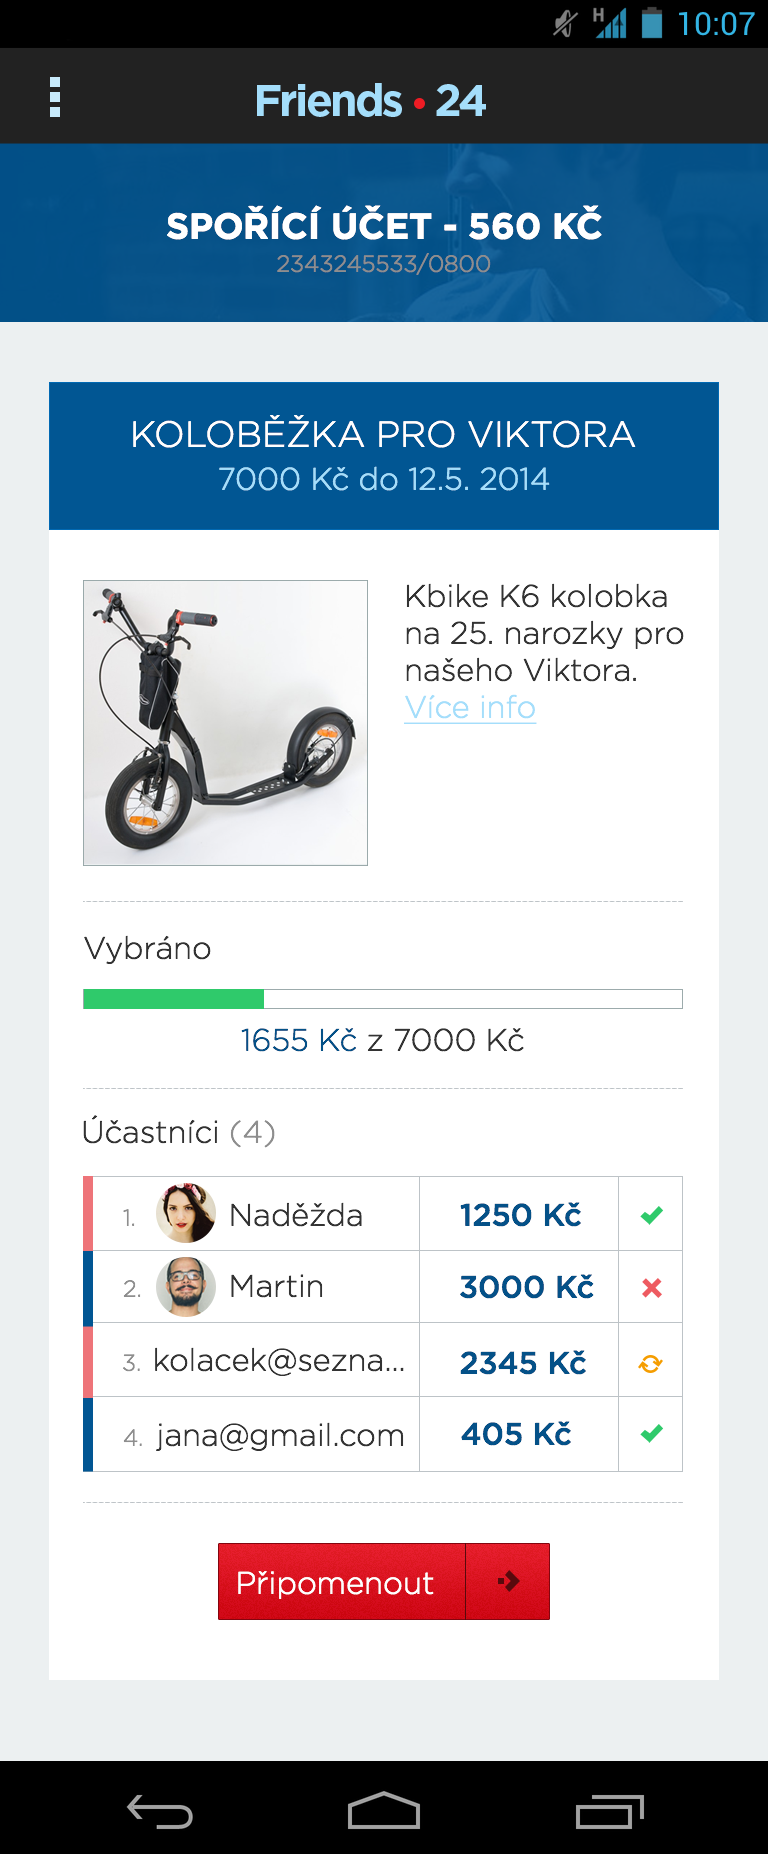 H 10:07
Friends • 24
SPOŘÍCÍ ÚČET - 560 KČ
2343245533/0800
KOLOBĚŽKA PRO VIKTORA
7000 Kč do 12.5. 2014
Kbike K6 kolobka
na 25. narozky pro
našeho Viktora.
Více info
Vybráno
1655 Kč z 7000 Kč
Účastníci (4)
1. Naděžda 1250 Kč
2. Martin 3000 Kč
3. kolacek@sezna... 2345 Kč
4. jana@gmail.com 405 Kč
Připomenout